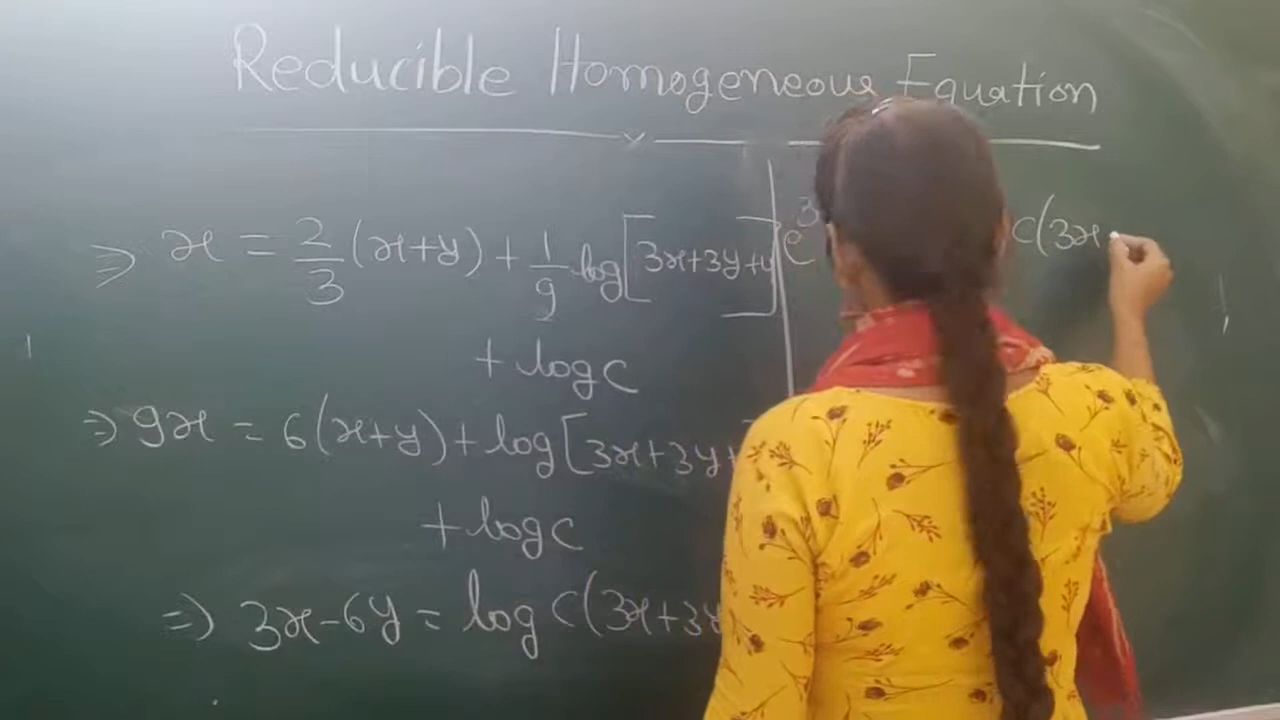 Reducible Homogeneous Equation
⇒ x = 2/3 (x+y) + 1/9 log[3x+3y+4]
+ log c
⇒ 9x = 6(x+y) + log[3x+3y+
+ log c
⇒ 3x-6y = log c(3x+3y
e^3 c(3x